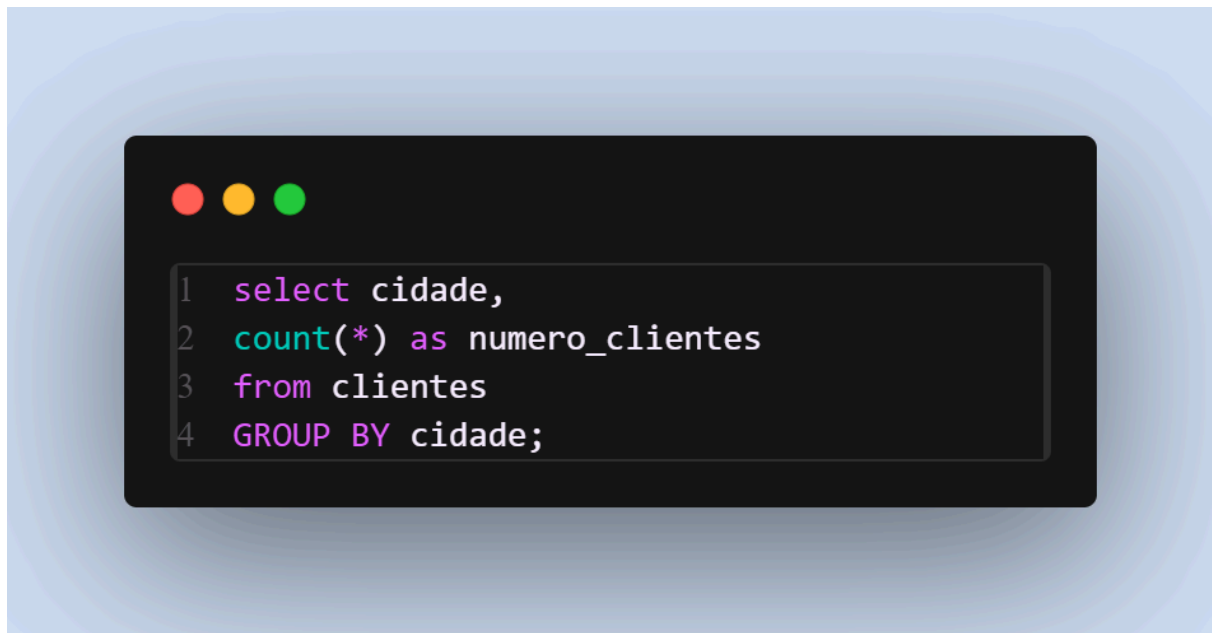 1 select cidade,
2 count(*) as numero_clientes
3 from clientes
4 GROUP BY cidade;